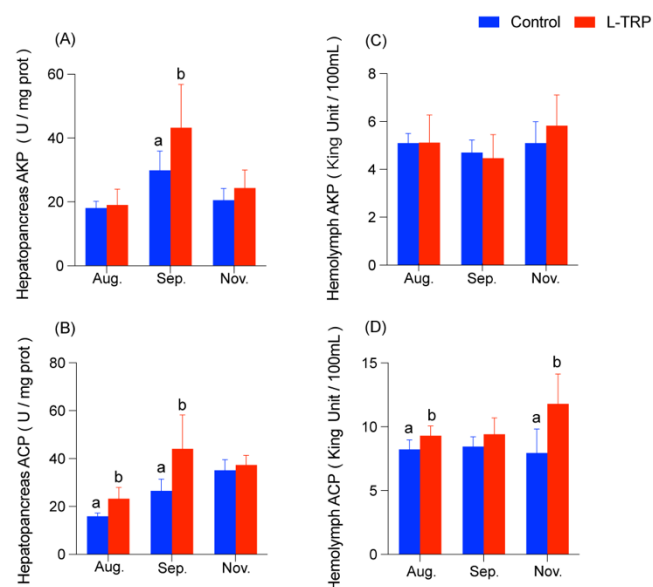 Control L-TRP
(A)
Hepatopancreas AKP ( U / mg prot)
60
40
20
0
a
b
Aug. Sep. Nov.
(C)
Hemolymph AKP ( King Unit / 100mL )
8
6
4
2
0
Aug. Sep. Nov.
(B)
Hepatopancreas ACP ( U / mg prot)
80
60
40
20
0
a
b
a
b
Aug. Sep. Nov.
(D)
Hemolymph ACP ( King Unit / 100mL )
15
10
5
0
a
b
a
b
Aug. Sep. Nov.